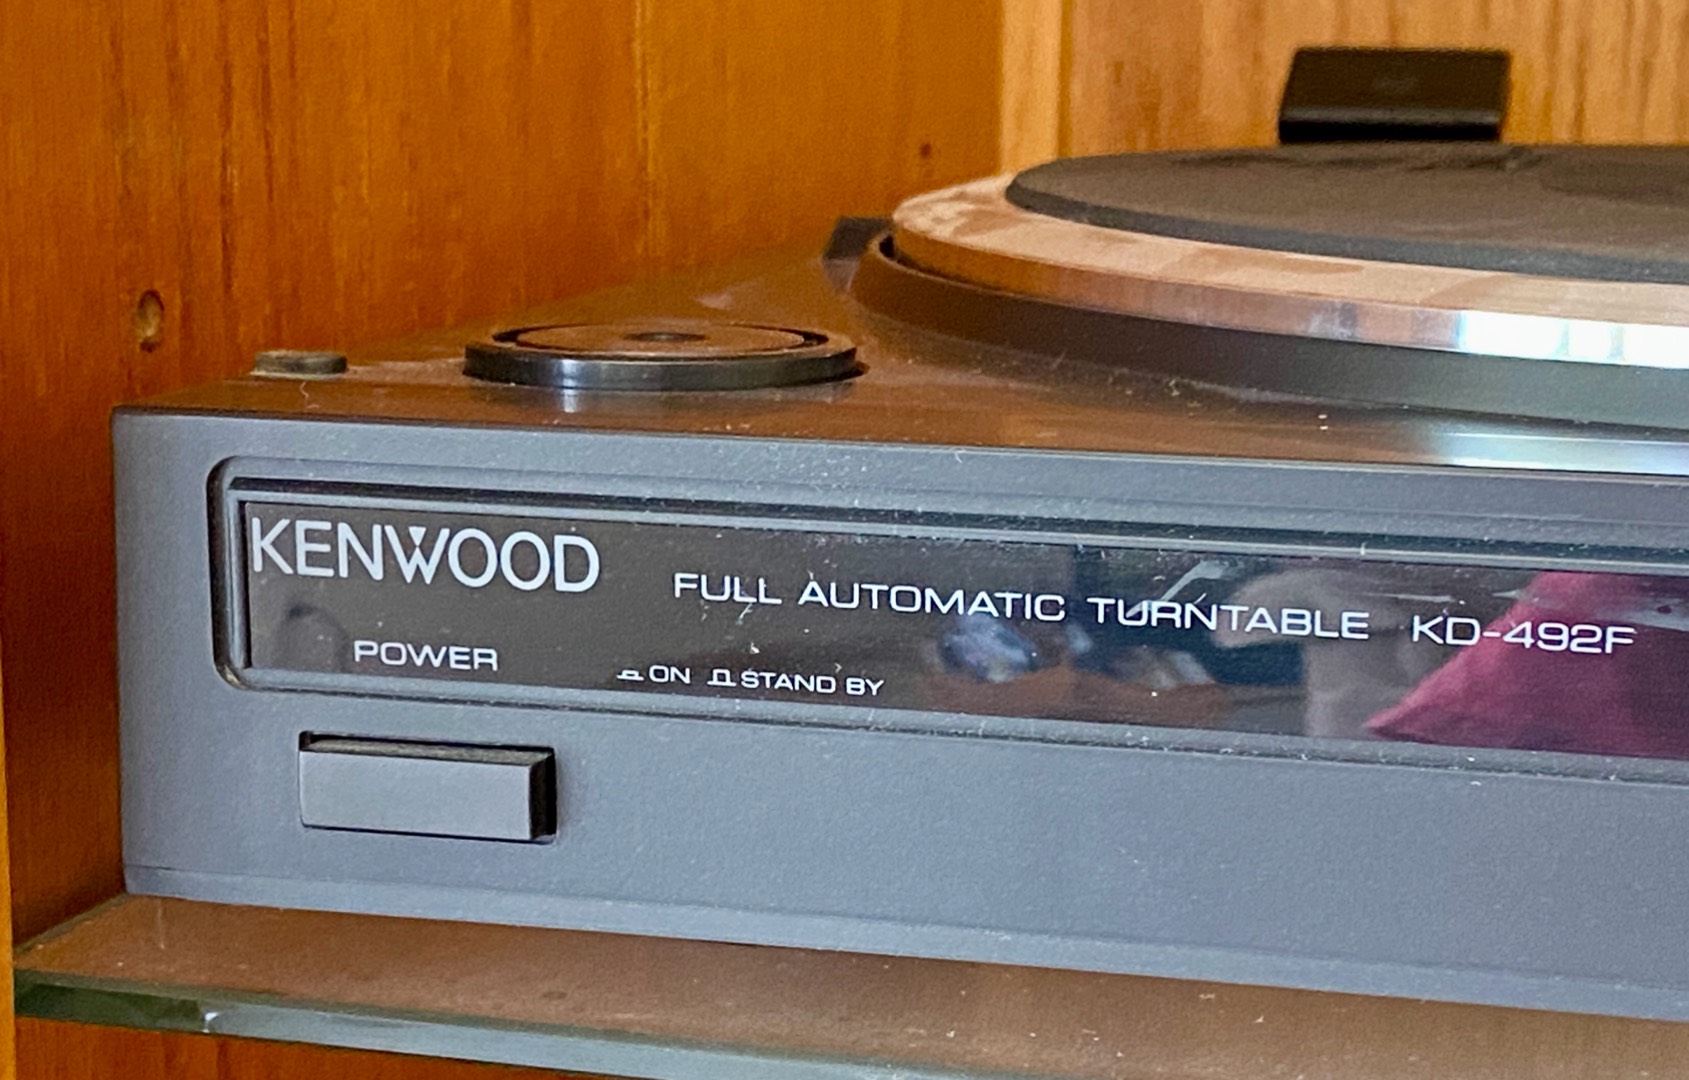 KENWOOD
FULL AUTOMATIC TURNTABLE KD-492F
POWER
ON STAND BY